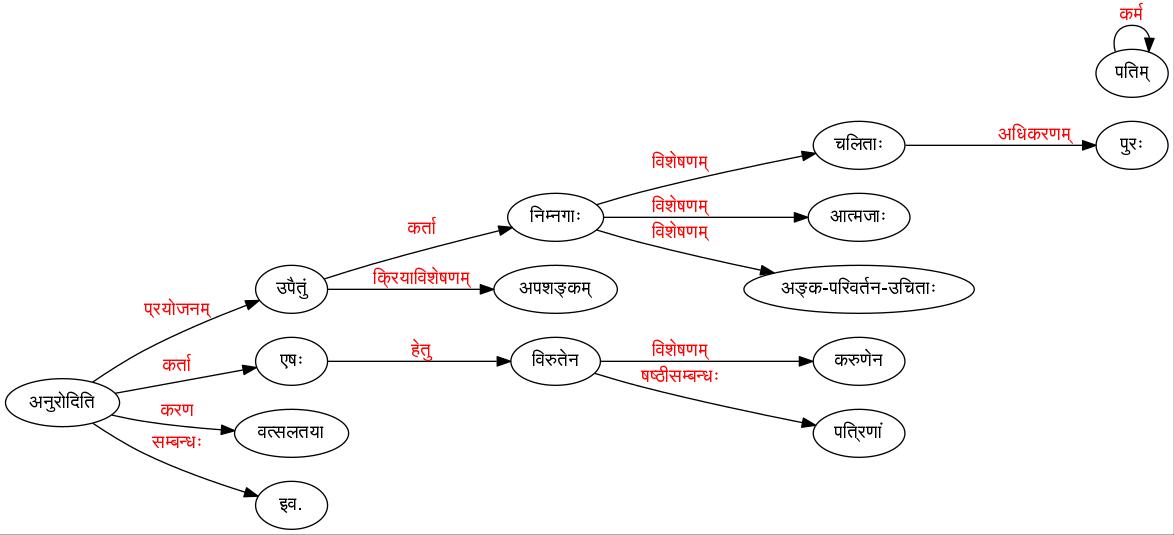 कर्म
पतिम्
चलिताः
अधिकरणम्
पुरः
विशेषणम्
निम्नगाः
विशेषणम्
आत्मजाः
कर्ता
विशेषणम्
उपैतुं
क्रियाविशेषणम्
अपशङ्कम्
अङ्क-परिवर्तन-उचिताः
प्रयोजनम्
एषः
हेतु
विरुतेन
विशेषणम्
करुणेन
कर्ता
षष्ठीसम्बन्धः
अनुरोदिति
करण
वत्सलतया
पत्रिणां
सम्बन्धः
इव.